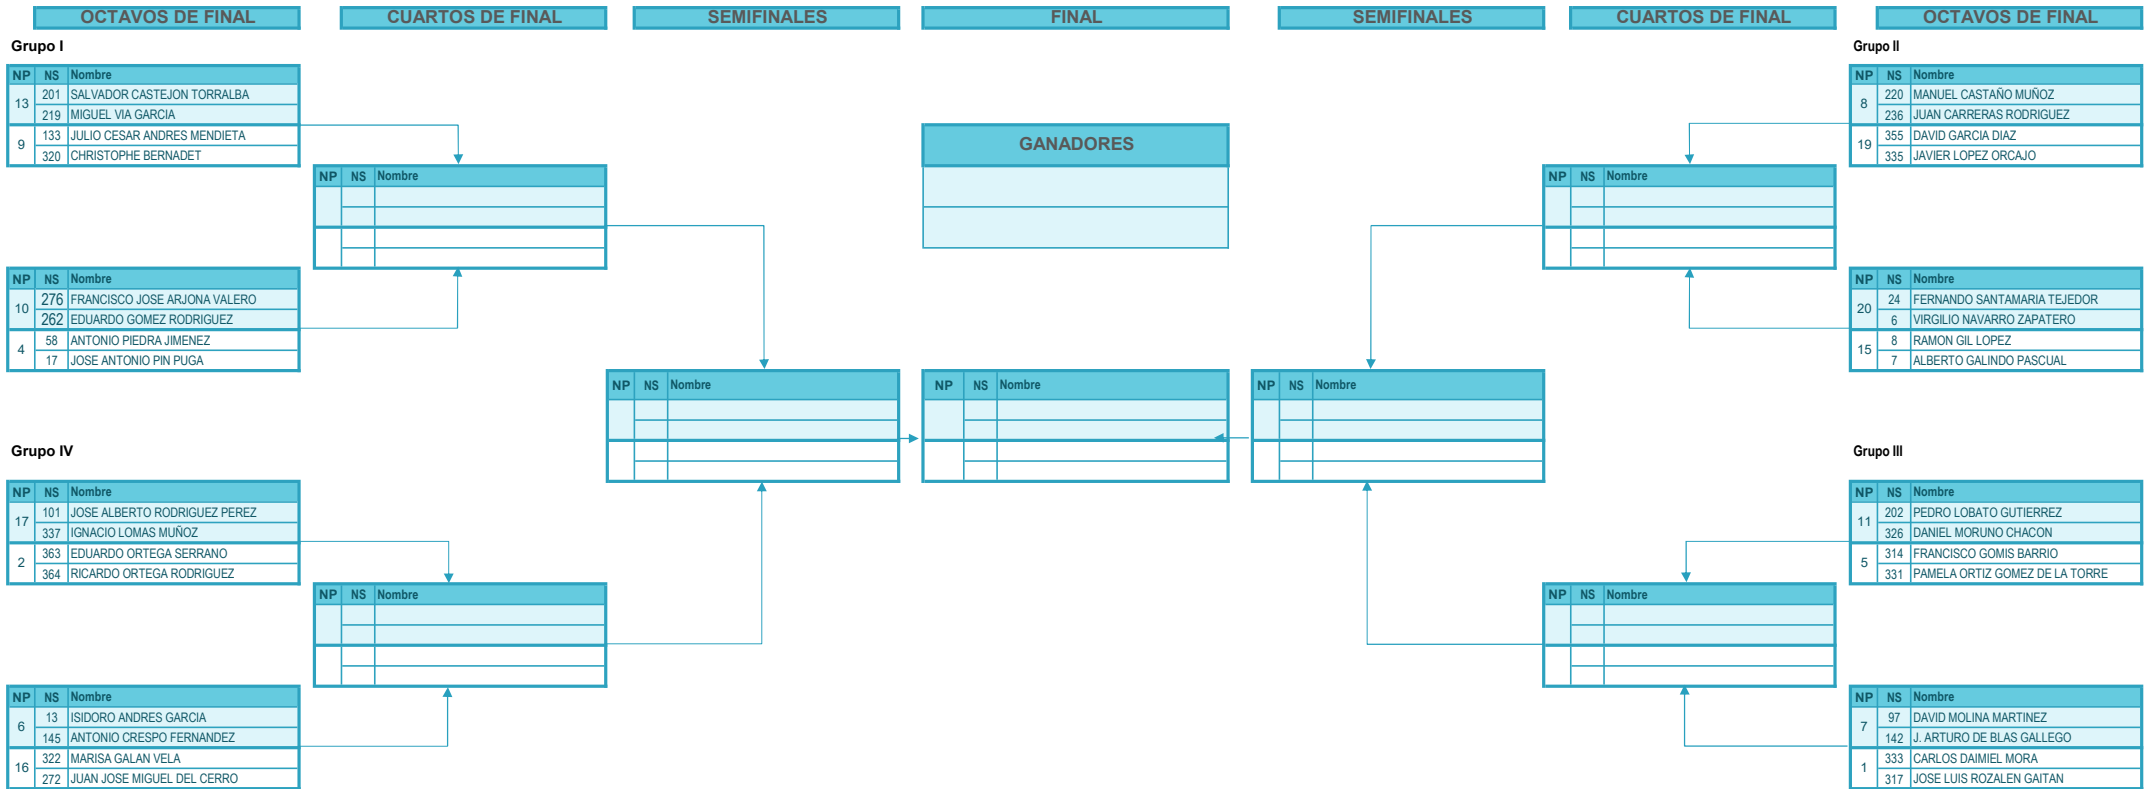 OCTAVOS DE FINAL CUARTOS DE FINAL SEMIFINALES FINAL SEMIFINALES CUARTOS DE FINAL OCTAVOS DE FINAL
Grupo I
NP NS Nombre
13 201 SALVADOR CASTEJON TORRALBA
219 MIGUEL VIA GARCIA
9 133 JULIO CESAR ANDRES MENDIETA
320 CHRISTOPHE BERNADET
NP NS Nombre
10 276 FRANCISCO JOSE ARJONA VALERO
262 EDUARDO GOMEZ RODRIGUEZ
4 58 ANTONIO PIEDRA JIMENEZ
17 JOSE ANTONIO PIN PUGA
Grupo IV
NP NS Nombre
17 101 JOSE ALBERTO RODRIGUEZ PEREZ
337 IGNACIO LOMAS MUÑOZ
2 363 EDUARDO ORTEGA SERRANO
364 RICARDO ORTEGA RODRIGUEZ
NP NS Nombre
6 13 ISIDORO ANDRES GARCIA
145 ANTONIO CRESPO FERNANDEZ
16 322 MARISA GALAN VELA
272 JUAN JOSE MIGUEL DEL CERRO
NP NS Nombre
NP NS Nombre
NP NS Nombre
GANADORES
NP NS Nombre
NP NS Nombre
NP NS Nombre
NP NS Nombre
Grupo II
NP NS Nombre
8 220 MANUEL CASTAÑO MUÑOZ
236 JUAN CARRERAS RODRIGUEZ
19 355 DAVID GARCIA DIAZ
335 JAVIER LOPEZ ORCAJO
NP NS Nombre
20 24 FERNANDO SANTAMARIA TEJEDOR
6 VIRGILIO NAVARRO ZAPATERO
15 8 RAMON GIL LOPEZ
7 ALBERTO GALINDO PASCUAL
Grupo III
NP NS Nombre
11 202 PEDRO LOBATO GUTIERREZ
326 DANIEL MORUNO CHACON
5 314 FRANCISCO GOMIS BARRIO
331 PAMELA ORTIZ GOMEZ DE LA TORRE
NP NS Nombre
7 97 DAVID MOLINA MARTINEZ
142 J. ARTURO DE BLAS GALLEGO
1 333 CARLOS DAIMIEL MORA
317 JOSE LUIS ROZALEN GAITAN